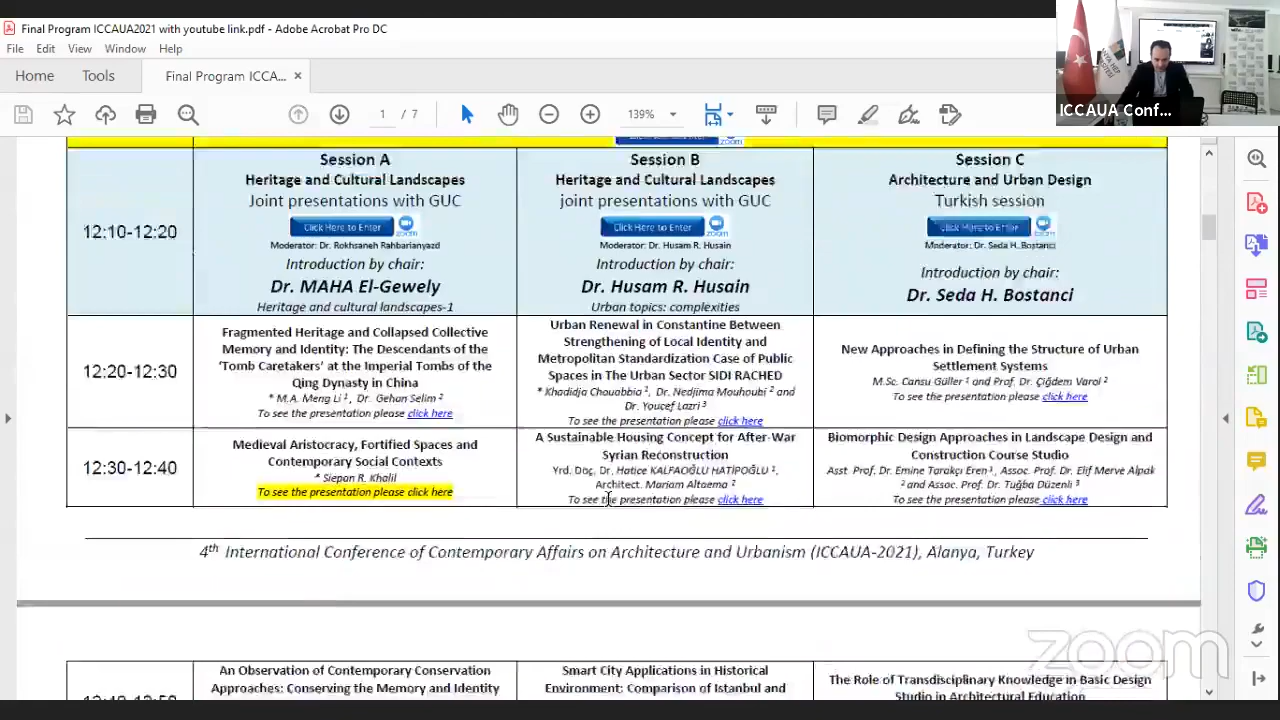 Final Program ICCAUA2021 with youtube link.pdf - Adobe Acrobat Pro DC
File Edit View Window Help
Home Tools Final Program ICCA... ×
1 / 7 139%
ICCAUA Conf...
zoom
Session A
Heritage and Cultural Landscapes
Joint presentations with GUC
Click Here to Enter zoom
Moderator: Dr. Rokhsaneh Rahbarianyazd
Introduction by chair:
Dr. MAHA El-Gewely
Heritage and cultural landscapes-1
Session B
Heritage and Cultural Landscapes
joint presentations with GUC
Click Here to Enter zoom
Moderator: Dr. Husam R. Husain
Introduction by chair:
Dr. Husam R. Husain
Urban topics: complexities
Session C
Architecture and Urban Design
Turkish session
Click Here to Enter zoom
Moderator: Dr. Seda H. Bostanci
Introduction by chair:
Dr. Seda H. Bostanci
12:10-12:20
12:20-12:30
Fragmented Heritage and Collapsed Collective
Memory and Identity: The Descendants of the
‘Tomb Caretakers’ at the Imperial Tombs of the
Qing Dynasty in China
* M.A. Meng Li 1, Dr. Gehan Selim 2
To see the presentation please click here
Urban Renewal in Constantine Between
Strengthening of Local Identity and
Metropolitan Standardization Case of Public
Spaces in The Urban Sector SIDI RACHED
* Khadidja Chouabbia 1, Dr. Nedjima Mouhoubi 2 and
Dr. Youcef Lazri 3
To see the presentation please click here
New Approaches in Defining the Structure of Urban
Settlement Systems
M.Sc. Cansu Güller 1 and Prof. Dr. Çiğdem Varol 2
To see the presentation please click here
12:30-12:40
Medieval Aristocracy, Fortified Spaces and
Contemporary Social Contexts
* Siepan R. Khalil
To see the presentation please click here
A Sustainable Housing Concept for After-War
Syrian Reconstruction
Yrd. Doç. Dr. Hatice KALFAOĞLU HATİPOĞLU 1,
Architect. Mariam Altaema 2
To see the presentation please click here
Biomorphic Design Approaches in Landscape Design and
Construction Course Studio
Asst. Prof. Dr. Emine Tarakçı Eren 1, Assoc. Prof. Dr. Elif Merve Alpak
2 and Assoc. Prof. Dr. Tuğba Düzenli 3
To see the presentation please click here
4th International Conference of Contemporary Affairs on Architecture and Urbanism (ICCAUA-2021), Alanya, Turkey
An Observation of Contemporary Conservation
Approaches: Conserving the Memory and Identity
Smart City Applications in Historical
Environment: Comparison of Istanbul and
The Role of Transdisciplinary Knowledge in Basic Design
Studio in Architectural Education
zoom